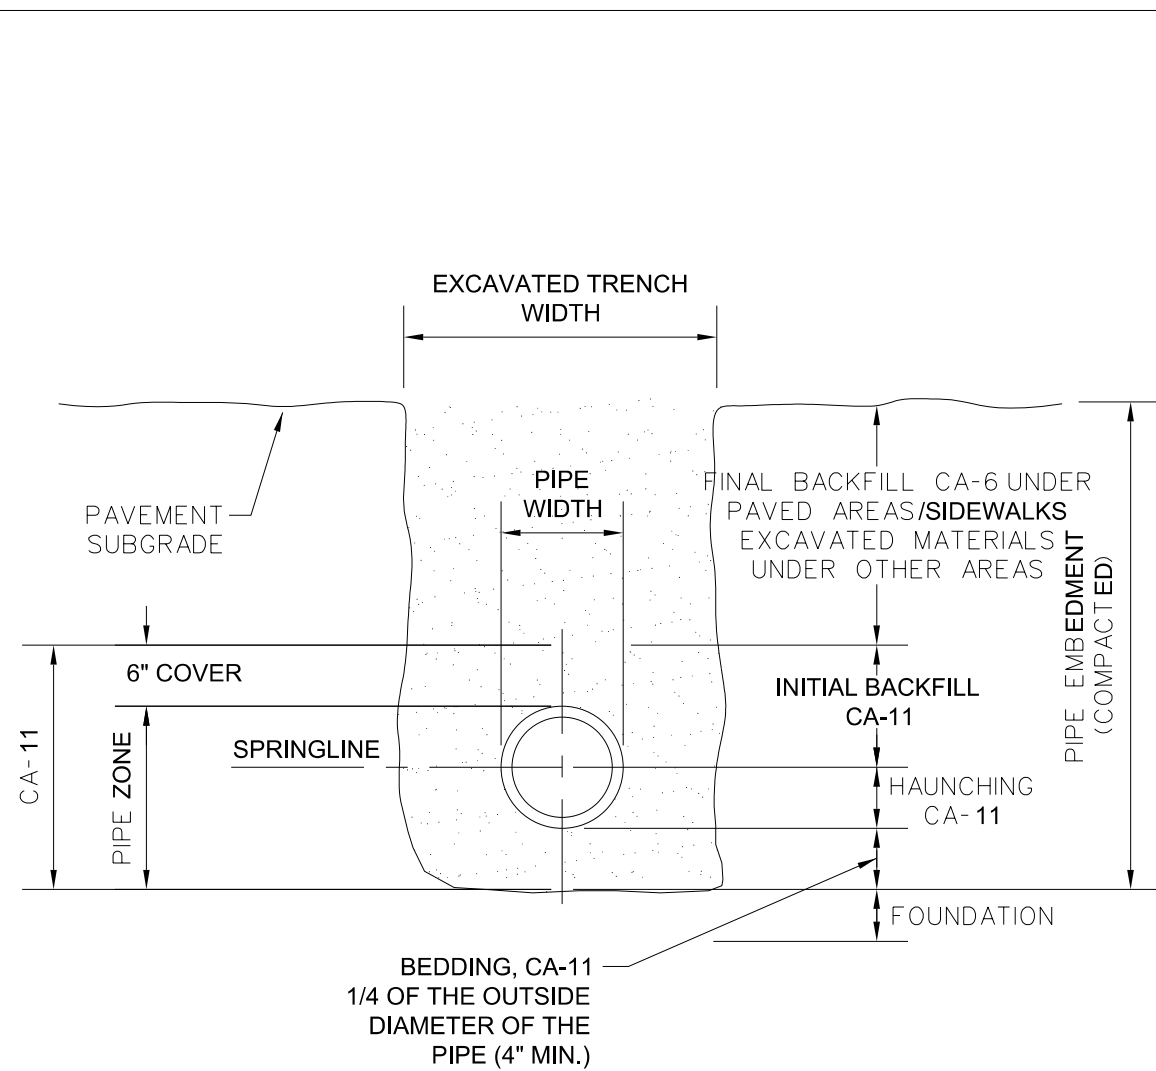 EXCAVATED TRENCH
WIDTH
PIPE
WIDTH
FINAL BACKFILL CA-6 UNDER
PAVED AREAS/SIDEWALKS
EXCAVATED MATERIALS
UNDER OTHER AREAS
PAVEMENT
SUBGRADE
PIPE EMBEDMENT
(COMPACTED)
6" COVER
INITIAL BACKFILL
CA-11
SPRINGLINE
CA-11
PIPE ZONE
HAUNCHING
CA-11
FOUNDATION
BEDDING, CA-11
1/4 OF THE OUTSIDE
DIAMETER OF THE
PIPE (4" MIN.)